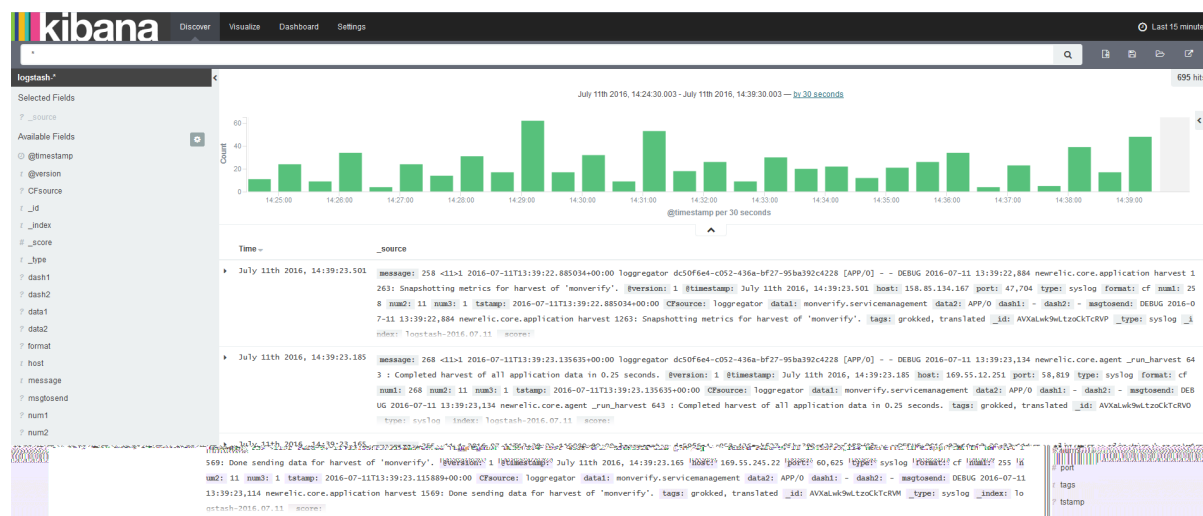 kibana
Discover Visualize Dashboard Settings
Last 15 minute
*
logstash-*
695 hits
Selected Fields
? _source
Available Fields
@timestamp
t @version
? CFsource
t _id
t _index
# _score
t _type
? dash1
? dash2
? data1
? data2
? format
t host
t message
? msgtosend
? num1
? num2
July 11th 2016, 14:24:30.003 - July 11th 2016, 14:39:30.003 — by 30 seconds
Count
60
40
20
0
14:25:00 14:26:00 14:27:00 14:28:00 14:29:00 14:30:00 14:31:00 14:32:00 14:33:00 14:34:00 14:35:00 14:36:00 14:37:00 14:38:00 14:39:00
@timestamp per 30 seconds
Time _source
July 11th 2016, 14:39:23.501 message: 258 <11>1 2016-07-11T13:39:22.885034+00:00 loggregator dc50f6e4-c052-436a-bf27-95ba392c4228 [APP/0] - - DEBUG 2016-07-11 13:39:22,884 newrelic.core.application harvest 1
263: Snapshotting metrics for harvest of 'monverify'. @version: 1 @timestamp: July 11th 2016, 14:39:23.501 host: 158.85.134.167 port: 47,704 type: syslog format: cf num1: 25
8 num2: 11 num3: 1 tstamp: 2016-07-11T13:39:22.885034+00:00 CFsource: loggregator data1: monverify.servicemanagement data2: APP/0 dash1: - dash2: - msgtosend: DEBUG 2016-0
7-11 13:39:22,884 newrelic.core.application harvest 1263: Snapshotting metrics for harvest of 'monverify'. tags: grokked, translated _id: AVXaLwk9wLtzoCkTcRVP _type: syslog _i
ndex: logstash-2016.07.11 _score:
July 11th 2016, 14:39:23.185 message: 268 <11>1 2016-07-11T13:39:23.135635+00:00 loggregator dc50f6e4-c052-436a-bf27-95ba392c4228 [APP/0] - - DEBUG 2016-07-11 13:39:23,134 newrelic.core.agent _run_harvest 64
3 : Completed harvest of all application data in 0.25 seconds. @version: 1 @timestamp: July 11th 2016, 14:39:23.185 host: 169.55.12.251 port: 58,819 type: syslog format: cf
num1: 268 num2: 11 num3: 1 tstamp: 2016-07-11T13:39:23.135635+00:00 CFsource: loggregator data1: monverify.servicemanagement data2: APP/0 dash1: - dash2: - msgtosend: DEB
UG 2016-07-11 13:39:23,134 newrelic.core.agent _run_harvest 643 : Completed harvest of all application data in 0.25 seconds. tags: grokked, translated _id: AVXaLwk9wLtzoCkTcRVO
_type: syslog _index: logstash-2016.07.11 _score:
July 11th 2016, 14:39:23.165
569: Done sending data for harvest of 'monverify'. @version: 1 @timestamp: July 11th 2016, 14:39:23.165 host: 169.55.245.22 port: 60,625 type: syslog format: cf num1: 255 n
um2: 11 num3: 1 tstamp: 2016-07-11T13:39:23.115889+00:00 CFsource: loggregator data1: monverify.servicemanagement data2: APP/0 dash1: - dash2: - msgtosend: DEBUG 2016-07-11
13:39:23,114 newrelic.core.application harvest 1569: Done sending data for harvest of 'monverify'. tags: grokked, translated _id: AVXaLwk9wLtzoCkTcRVM _type: syslog _index: lo
gstash-2016.07.11 _score:
port
tags
? tstamp